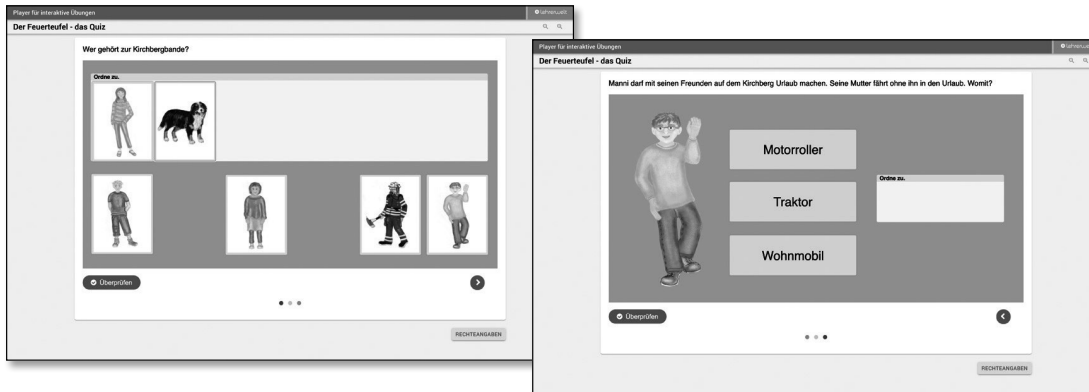 Player für interaktive Übungen
lehrerwelt
Der Feuerteufel - das Quiz
Wer gehört zur Kirchbergbande?
Ordne zu.
Überprüfen
RECHTEANGABEN
Player für interaktive Übungen
lehrerwelt
Der Feuerteufel - das Quiz
Manni darf mit seinen Freunden auf dem Kirchberg Urlaub machen. Seine Mutter fährt ohne ihn in den Urlaub. Womit?
Motorroller
Ordne zu.
Traktor
Wohnmobil
Überprüfen
RECHTEANGABEN